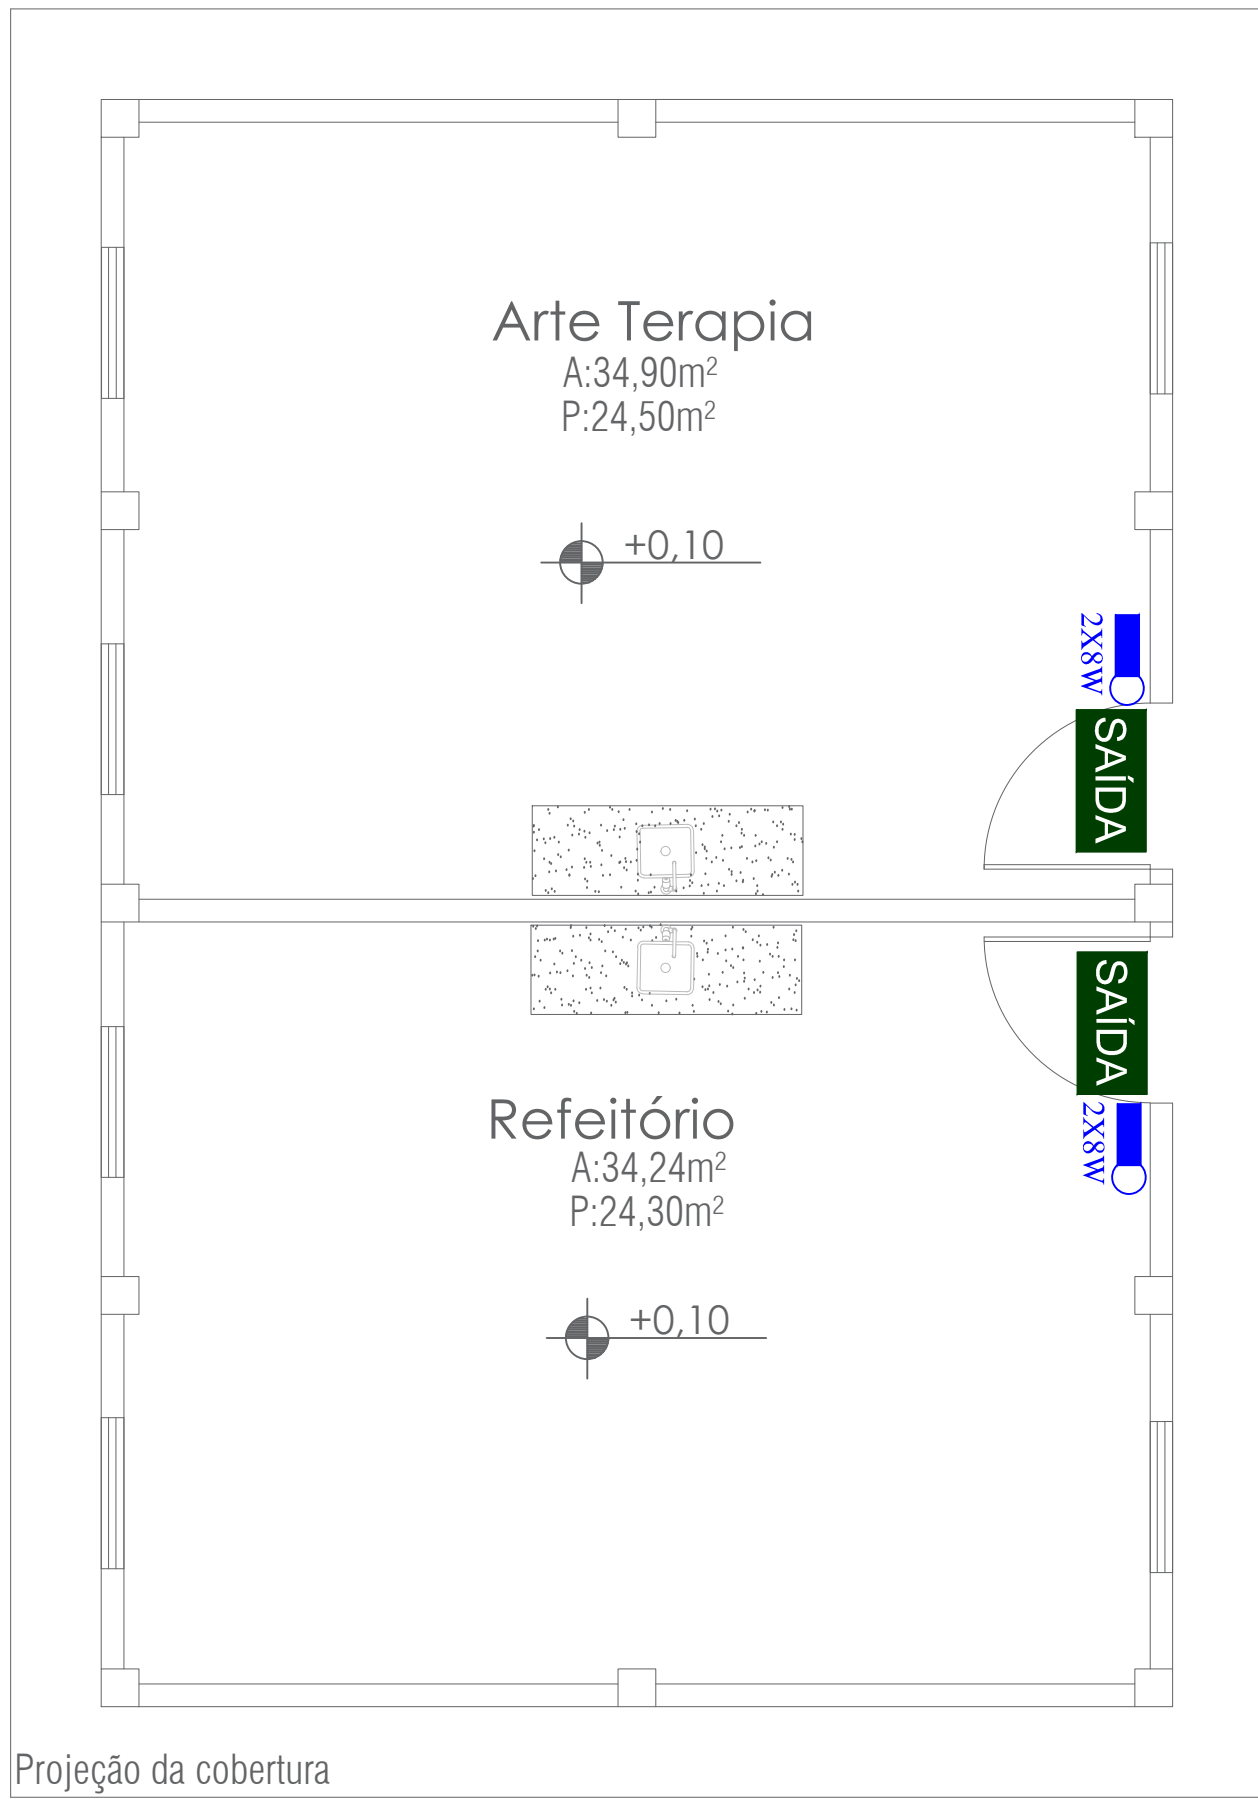 Arte Terapia
A:34,90m²
P:24,50m²
+0,10
2X8W
SAÍDA
SAÍDA
2X8W
Refeitório
A:34,24m²
P:24,30m²
+0,10
Projeção da cobertura